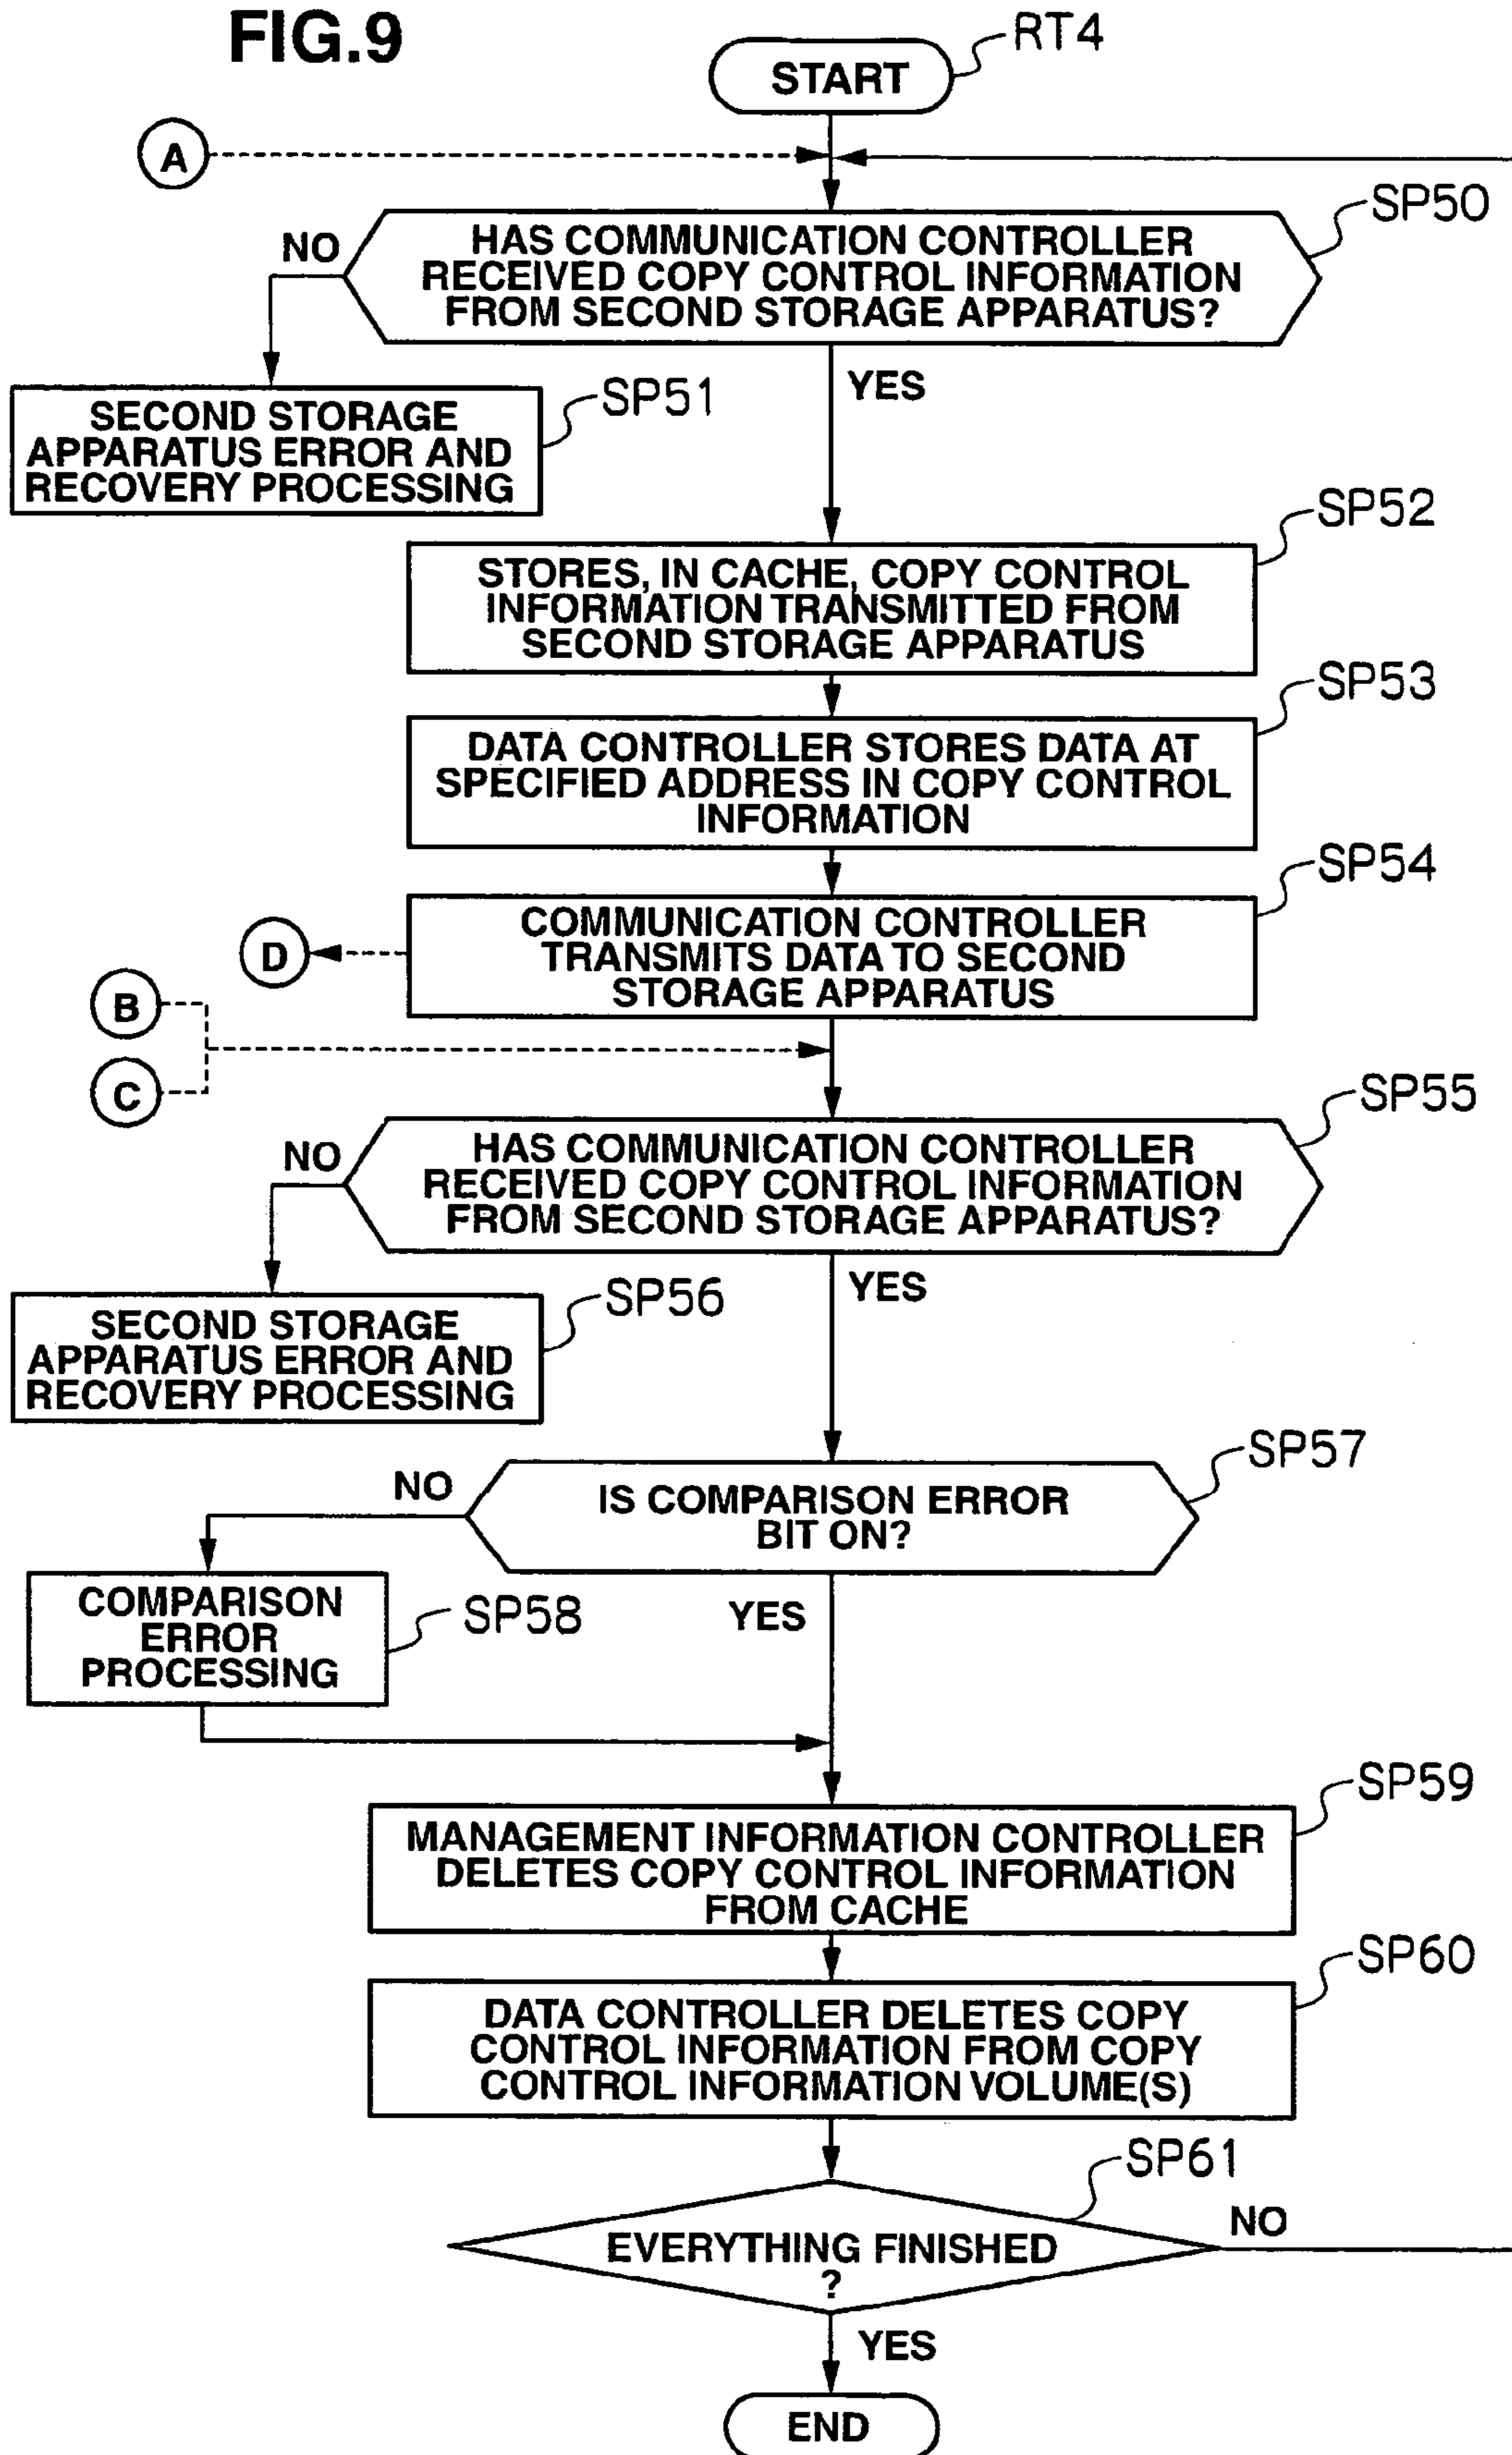 FIG.9
RT4
START
A
SP50
NO
HAS COMMUNICATION CONTROLLER
RECEIVED COPY CONTROL INFORMATION
FROM SECOND STORAGE APPARATUS?
YES
SP51
SECOND STORAGE
APPARATUS ERROR AND
RECOVERY PROCESSING
SP52
STORES, IN CACHE, COPY CONTROL
INFORMATION TRANSMITTED FROM
SECOND STORAGE APPARATUS
SP53
DATA CONTROLLER STORES DATA AT
SPECIFIED ADDRESS IN COPY CONTROL
INFORMATION
SP54
COMMUNICATION CONTROLLER
TRANSMITS DATA TO SECOND
STORAGE APPARATUS
D
B
C
SP55
NO
HAS COMMUNICATION CONTROLLER
RECEIVED COPY CONTROL INFORMATION
FROM SECOND STORAGE APPARATUS?
YES
SP56
SECOND STORAGE
APPARATUS ERROR AND
RECOVERY PROCESSING
SP57
NO
IS COMPARISON ERROR
BIT ON?
YES
SP58
COMPARISON
ERROR
PROCESSING
SP59
MANAGEMENT INFORMATION CONTROLLER
DELETES COPY CONTROL INFORMATION
FROM CACHE
SP60
DATA CONTROLLER DELETES COPY
CONTROL INFORMATION FROM COPY
CONTROL INFORMATION VOLUME(S)
SP61
NO
EVERYTHING FINISHED
?
YES
END